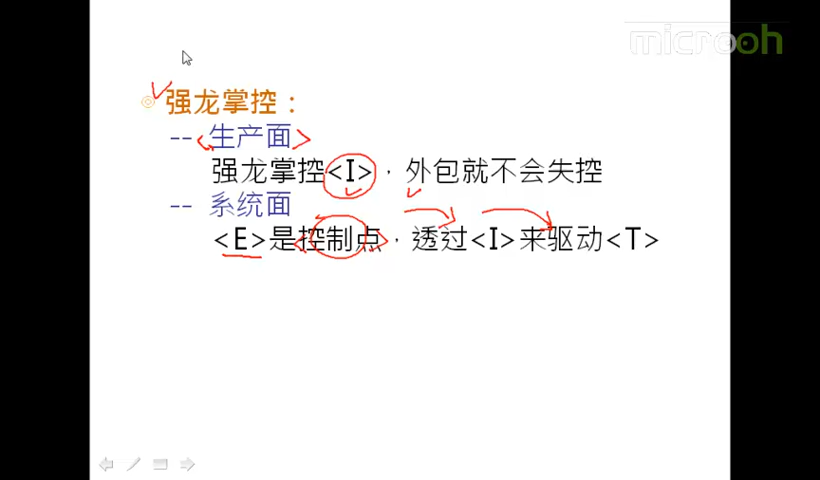 microoh
强龙掌控：
-- 生产面
强龙掌控<I>，外包就不会失控
-- 系统面
<E>是控制点，透过<I>来驱动<T>